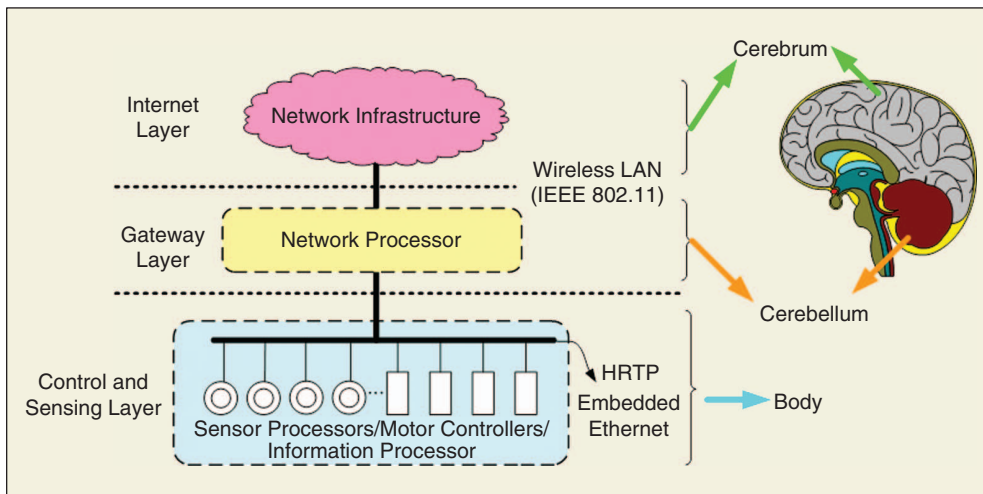 Cerebrum
Internet
Layer
Network Infrastructure
Wireless LAN
(IEEE 802.11)
Gateway
Layer
Network Processor
Cerebellum
Control and
Sensing Layer
...
Sensor Processors/Motor Controllers/
Information Processor
HRTP
Embedded
Ethernet
Body